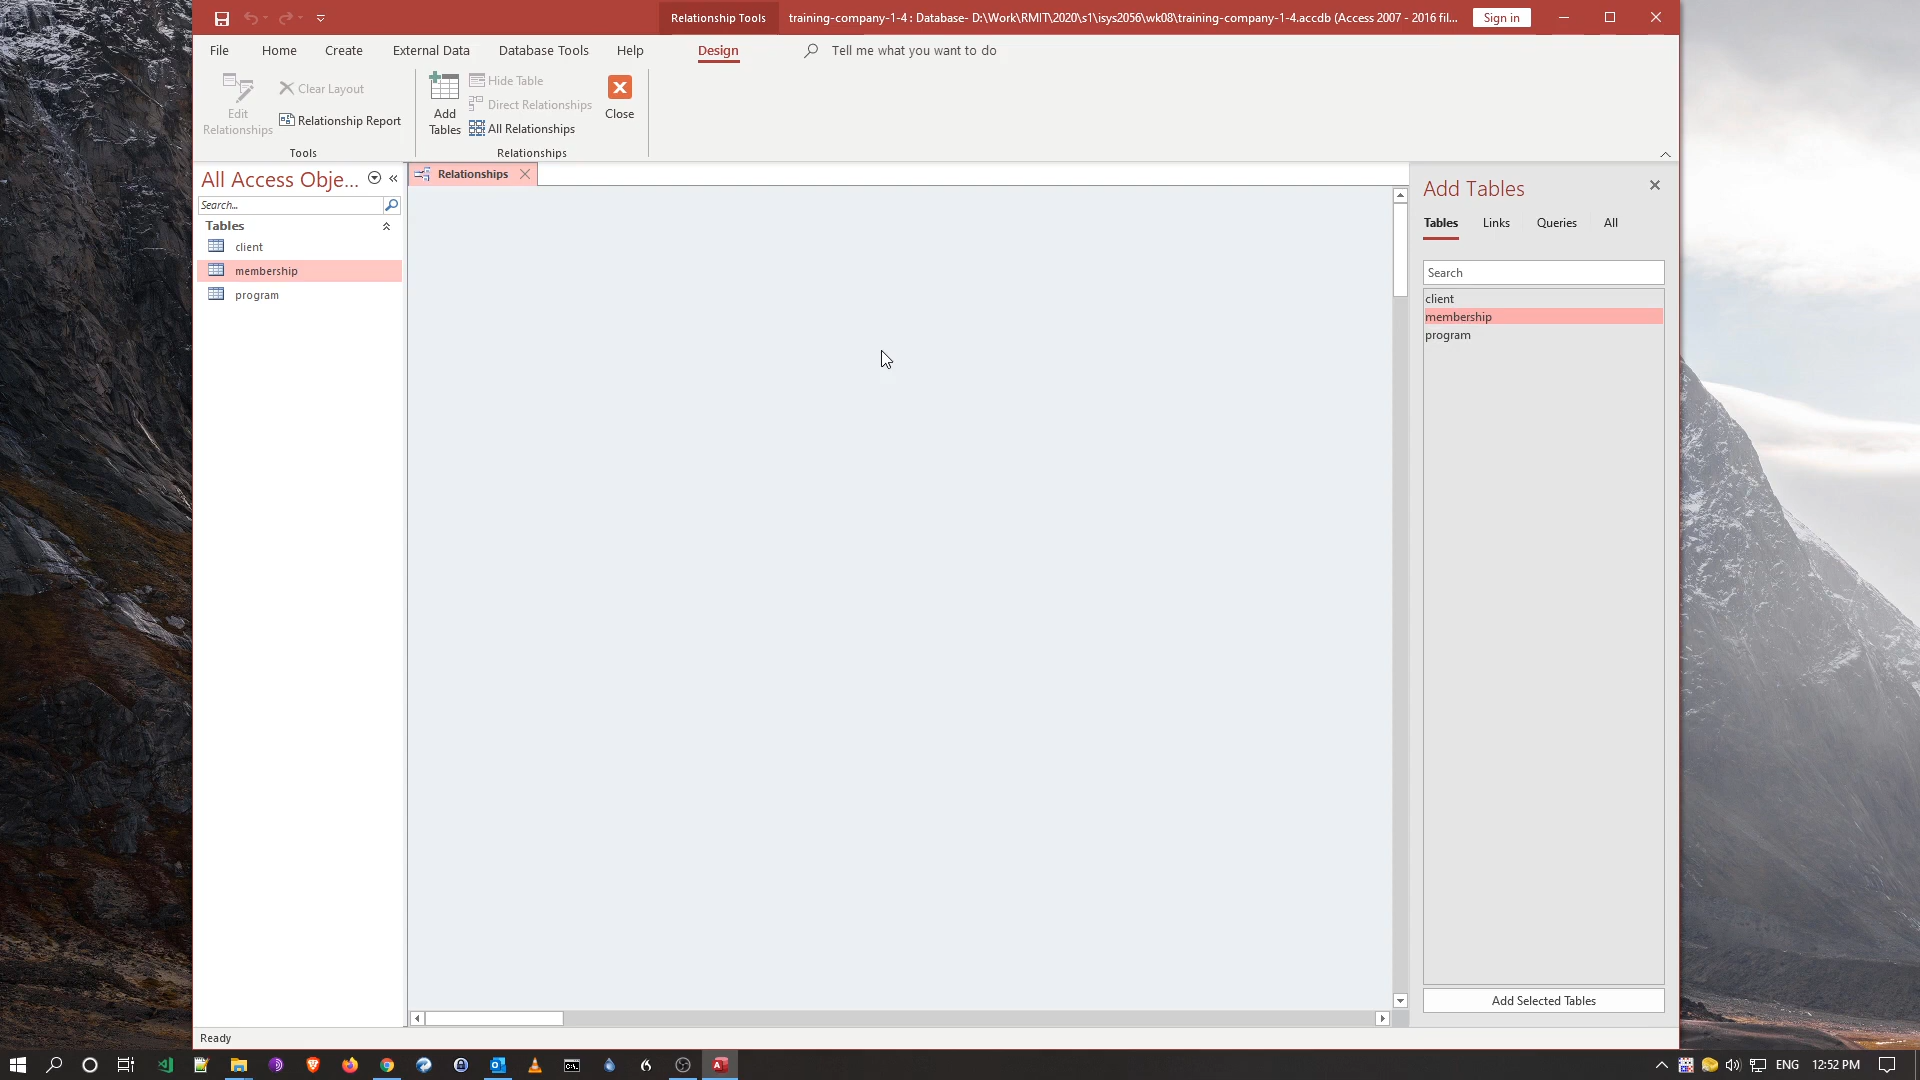 Relationship Tools
training-company-1-4 : Database- D:\Work\RMIT\2020\s1\isys2056\wk08\training-company-1-4.accdb (Access 2007 - 2016 fil...
Sign in
File Home Create External Data Database Tools Help Design Tell me what you want to do
Edit
Relationships
Clear Layout
Relationship Report
Tools
Add
Tables
Hide Table
Direct Relationships
All Relationships
Close
Relationships
All Access Obje...
Search...
Tables
client
membership
program
Relationships
Add Tables
Tables Links Queries All
Search
client
membership
program
Add Selected Tables
Ready
ENG 12:52 PM